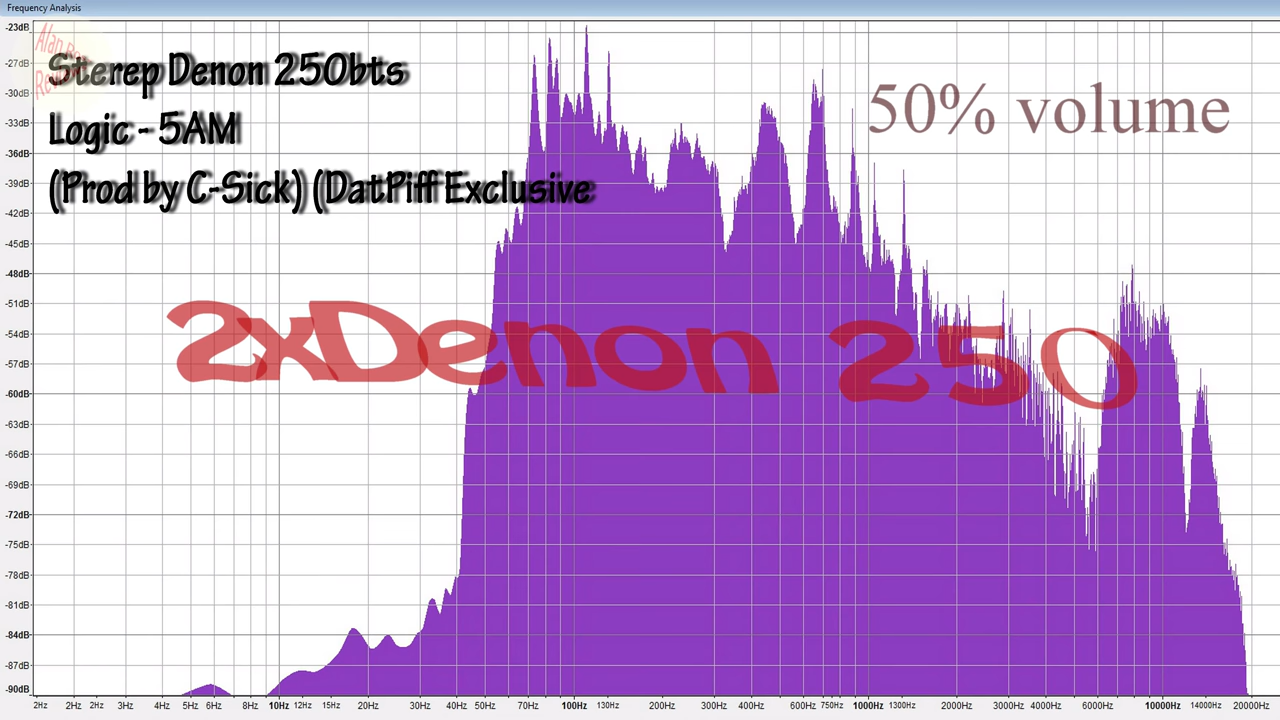 Frequency Analysis
-23dB
-27dB
-30dB
-33dB
-36dB
-39dB
-42dB
-45dB
-48dB
-51dB
-54dB
-57dB
-60dB
-63dB
-66dB
-69dB
-72dB
-75dB
-78dB
-81dB
-84dB
-87dB
-90dB
Sterep Denon 250bts
Logic - 5AM
(Prod by C-Sick) (DatPiff Exclusive
50% volume
2xDenon 250
2Hz 2Hz 2Hz 3Hz 4Hz 5Hz 6Hz 8Hz 10Hz 12Hz 15Hz 20Hz 30Hz 40Hz 50Hz 70Hz 100Hz 130Hz 200Hz 300Hz 400Hz 600Hz 750Hz 1000Hz 1300Hz 2000Hz 3000Hz 4000Hz 6000Hz 10000Hz 14000Hz 20000Hz